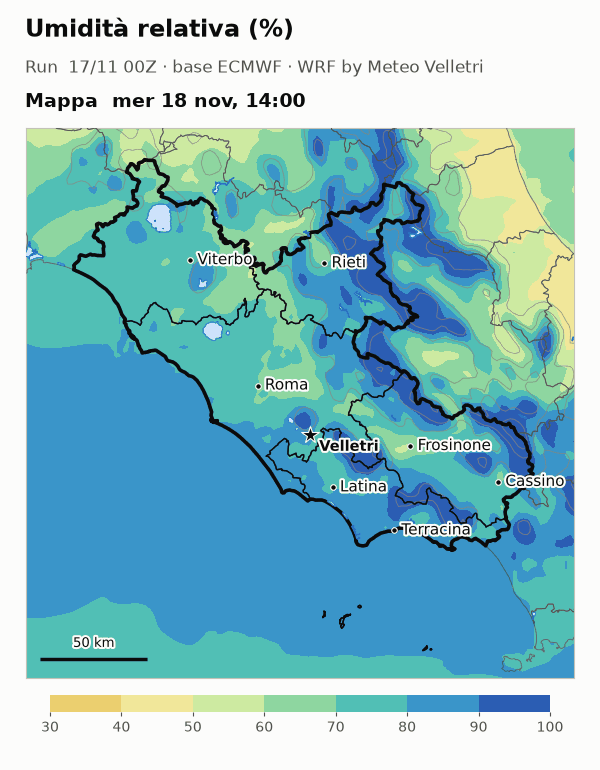 Umidità relativa (%)
Run 17/11 00Z · base ECMWF · WRF by Meteo Velletri
Mappa mer 18 nov, 14:00
Viterbo
Rieti
Roma
Velletri
Frosinone
Latina
Cassino
Terracina
50 km
30 40 50 60 70 80 90 100